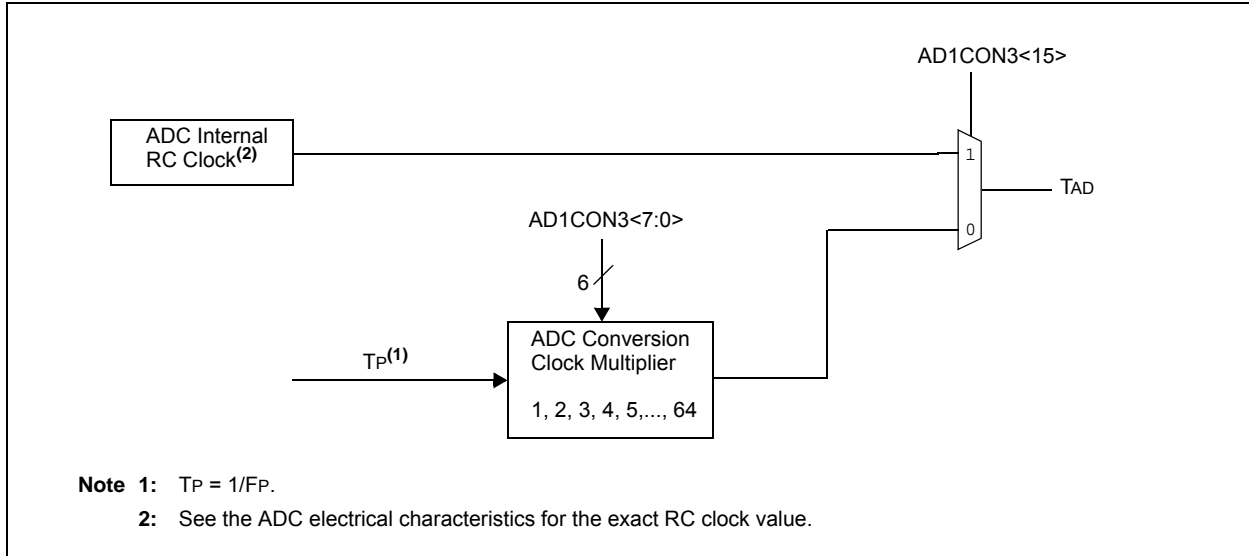 AD1CON3<15>
ADC Internal
RC Clock(2)
1
TAD
AD1CON3<7:0>
0
6
ADC Conversion
Clock Multiplier
TP(1)
1, 2, 3, 4, 5,..., 64
Note 1: TP = 1/FP.
2: See the ADC electrical characteristics for the exact RC clock value.